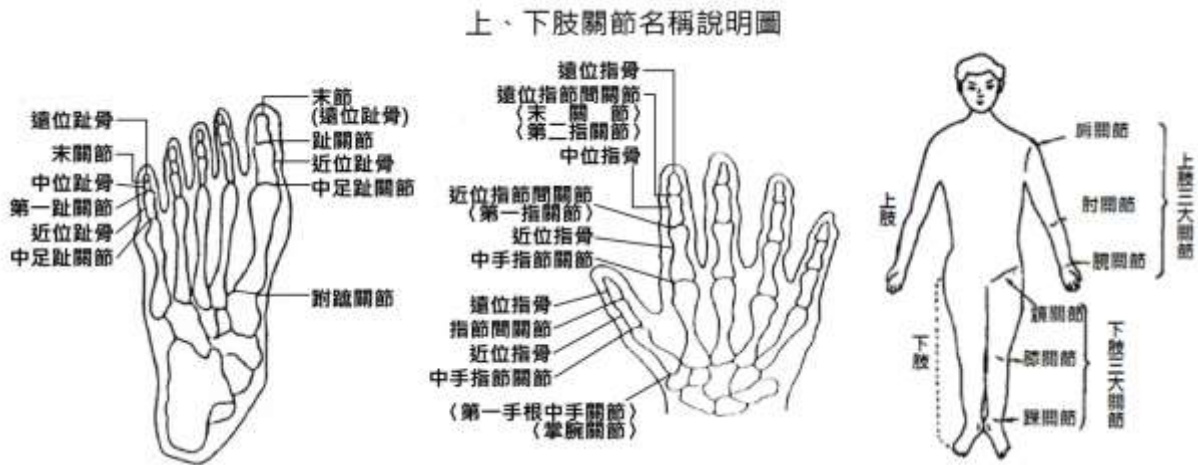 上、下肢關節名稱說明圖
遠位趾骨
末關節
中位趾骨
第一趾關節
近位趾骨
中足趾關節
末節
(遠位趾骨)
趾關節
近位趾骨
中足趾關節
跗蹠關節
遠位指骨
遠位指節間關節
〈末關節〉
〈第二指關節〉
中位指骨
近位指節間關節
〈第一指關節〉
近位指骨
中手指節關節
遠位指骨
指節間關節
近位指骨
中手指節關節
〈第一手根中手關節〉
〈掌腕關節〉
上肢
下肢
肩關節
肘關節
腕關節
上肢三大關節
髖關節
膝關節
踝關節
下肢三大關節